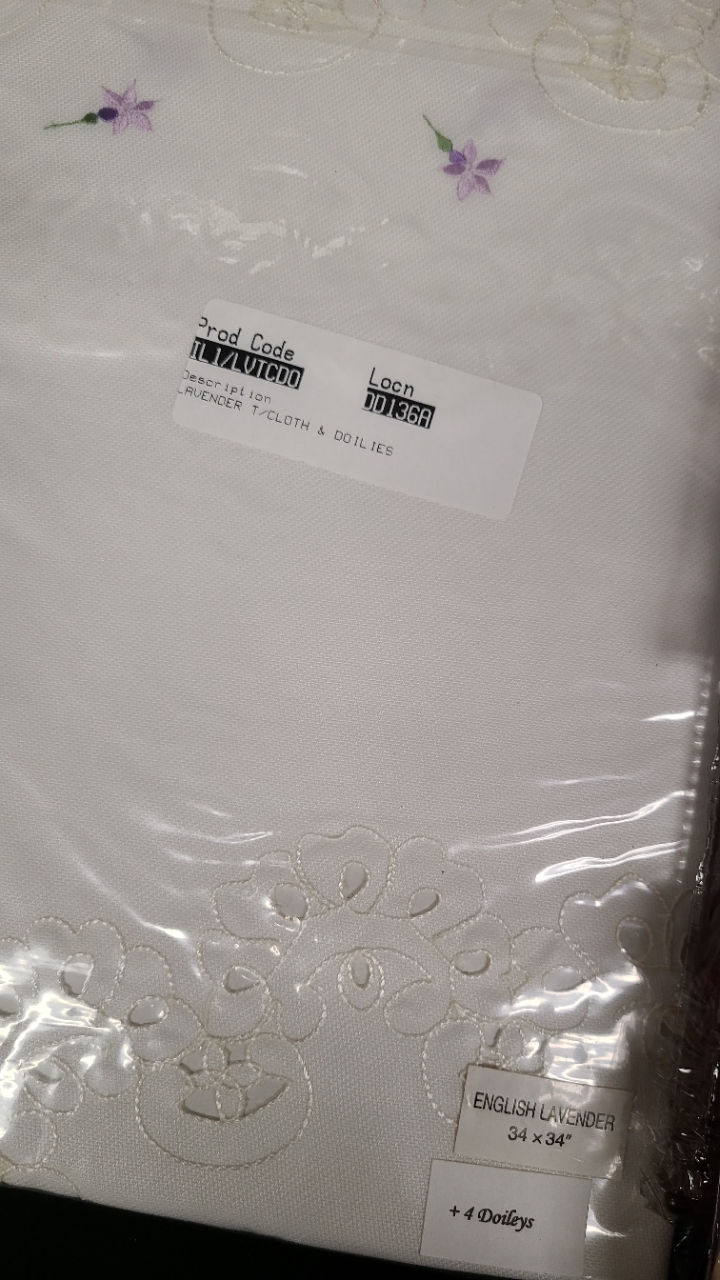 Prod Code
IL1/LVTCDO
Locn
DD136A
Description
LAVENDER T/CLOTH & DOILIES
ENGLISH LAVENDER
34 x 34"
+ 4 Doileys